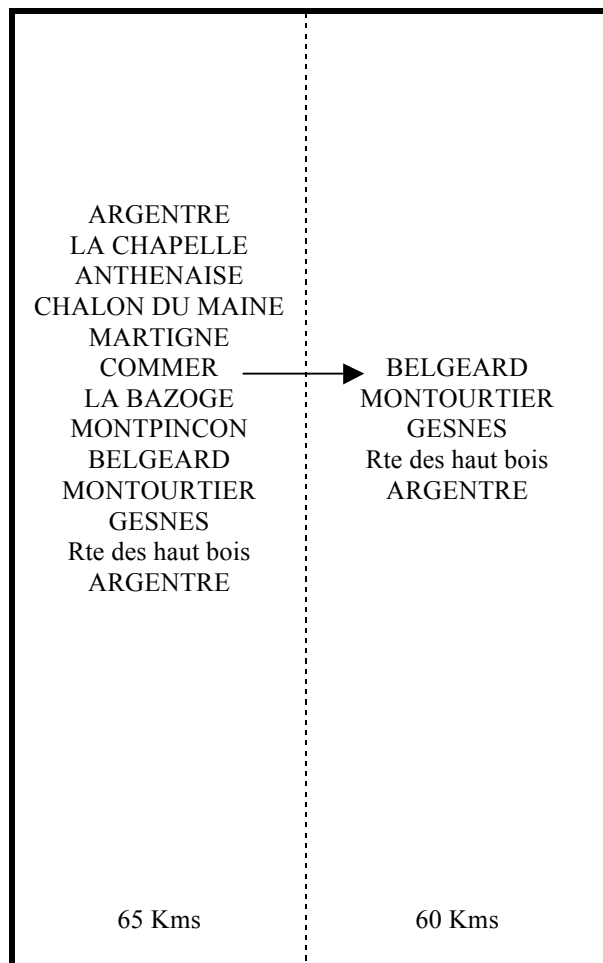 ARGENTRE
LA CHAPELLE
ANTHENAISE
CHALON DU MAINE
MARTIGNE
COMMER
LA BAZOGE
MONTPINCON
BELGEARD
MONTOURTIER
GESNES
Rte des haut bois
ARGENTRE
65 Kms
BELGEARD
MONTOURTIER
GESNES
Rte des haut bois
ARGENTRE
60 Kms